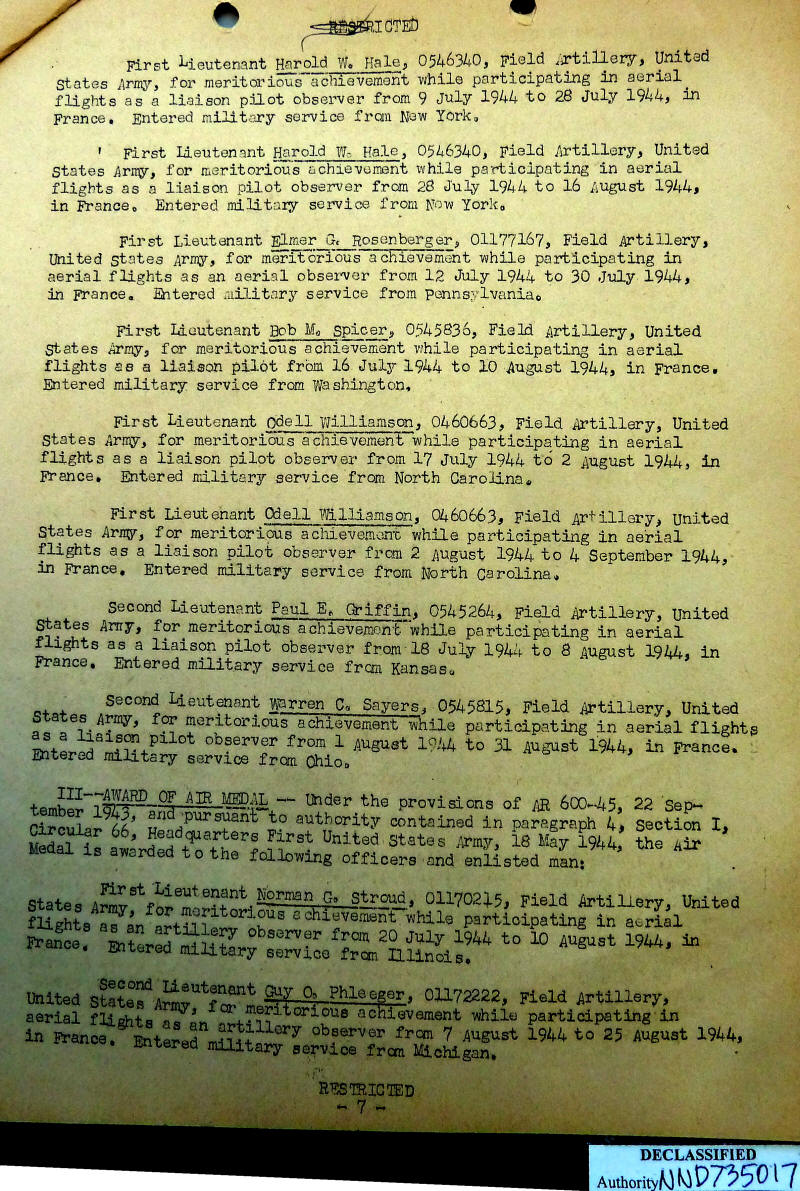 RESTRICTED
First Lieutenant Harold W. Hale, O546340, Field Artillery, United
States Army, for meritorious achievement while participating in aerial
flights as a liaison pilot observer from 9 July 1944 to 28 July 1944, in
France. Entered military service from New York.
' First Lieutenant Harold W. Hale, O546340, Field Artillery, United
States Army, for meritorious achievement while participating in aerial
flights as a liaison pilot observer from 28 July 1944 to 16 August 1944,
in France. Entered military service from New York.
First Lieutenant Elmer G. Rosenberger, O1177167, Field Artillery,
United States Army, for meritorious achievement while participating in
aerial flights as an aerial observer from 12 July 1944 to 30 July 1944,
in France. Entered military service from Pennsylvania.
First Lieutenant Bob M. Spicer, O545836, Field Artillery, United
States Army, for meritorious achievement while participating in aerial
flights as a liaison pilot from 16 July 1944 to 10 August 1944, in France.
Entered military service from Washington.
First Lieutenant Odell Williamson, O460663, Field Artillery, United
States Army, for meritorious achievement while participating in aerial
flights as a liaison pilot observer from 17 July 1944 to 2 August 1944, in
France. Entered military service from North Carolina.
First Lieutenant Odell Williamson, O460663, Field Artillery, United
States Army, for meritorious achievement while participating in aerial
flights as a liaison pilot observer from 2 August 1944 to 4 September 1944,
in France. Entered military service from North Carolina.
Second Lieutenant Paul E. Griffin, O545264, Field Artillery, United
States Army, for meritorious achievement while participating in aerial
flights as a liaison pilot observer from 18 July 1944 to 8 August 1944, in
France. Entered military service from Kansas.
Second Lieutenant Warren C. Sayers, O545815, Field Artillery, United
States Army, for meritorious achievement while participating in aerial flights
as a liaison pilot observer from 1 August 1944 to 31 August 1944, in France.
Entered military service from Ohio.
III--AWARD OF AIR MEDAL -- Under the provisions of AR 600-45, 22 Sep-
tember 1943, and pursuant to authority contained in paragraph 4, Section I,
Circular 66, Headquarters First United States Army, 18 May 1944, the Air
Medal is awarded to the following officers and enlisted man:
First Lieutenant Norman G. Stroud, O1170215, Field Artillery, United
States Army, for meritorious achievement while participating in aerial
flights as an artillery observer from 20 July 1944 to 10 August 1944, in
France. Entered military service from Illinois.
Second Lieutenant Guy O. Phleeger, O1172222, Field Artillery,
United States Army, for meritorious achievement while participating in
aerial flights as an artillery observer from 7 August 1944 to 25 August 1944,
in France. Entered military service from Michigan.
RESTRICTED
- 7 -
DECLASSIFIED
Authority NND735017